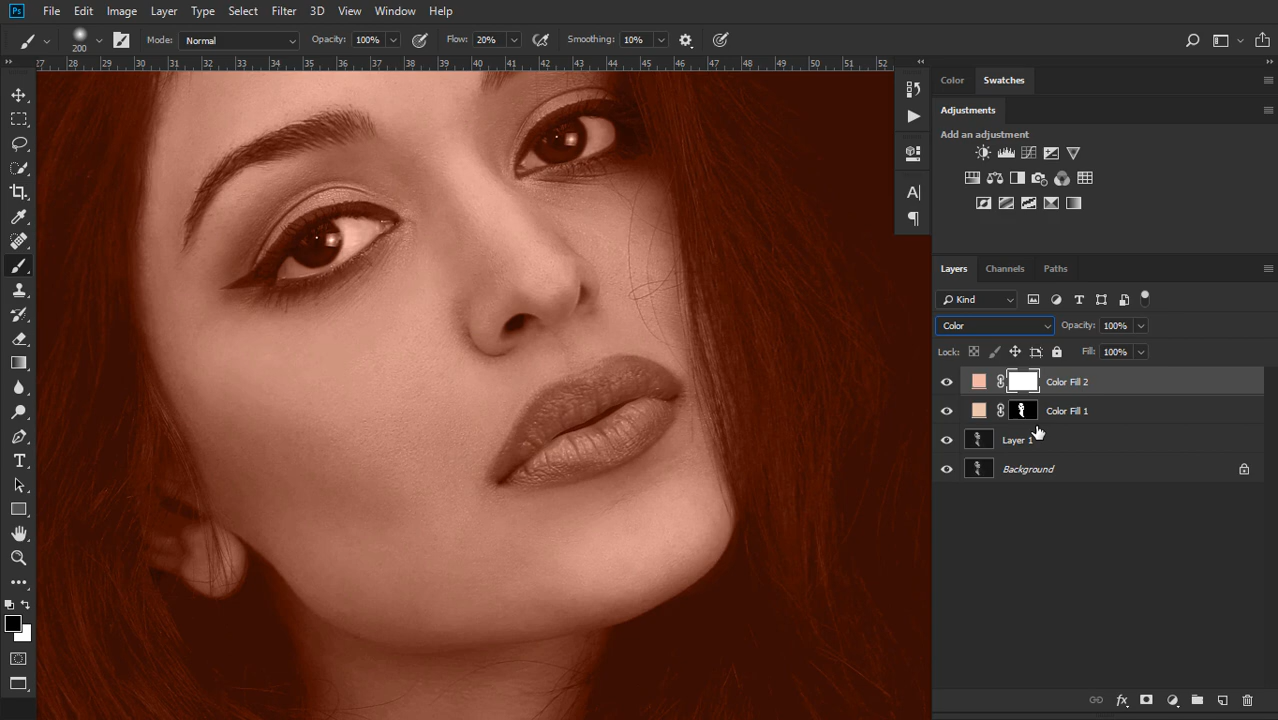 Ps File Edit Image Layer Type Select Filter 3D View Window Help
200 Mode: Normal Opacity: 100% Flow: 20% Smoothing: 10%
27 28 29 30 31 32 33 34 35 36 37 38 39 40 41 42 43 44 45 46 47 48 49 50 51 52
Color Swatches
Adjustments
Add an adjustment
A
T
Layers Channels Paths
Kind T
Color Opacity: 100%
Lock: Fill: 100%
Color Fill 2
Color Fill 1
Layer 1
Background
fx